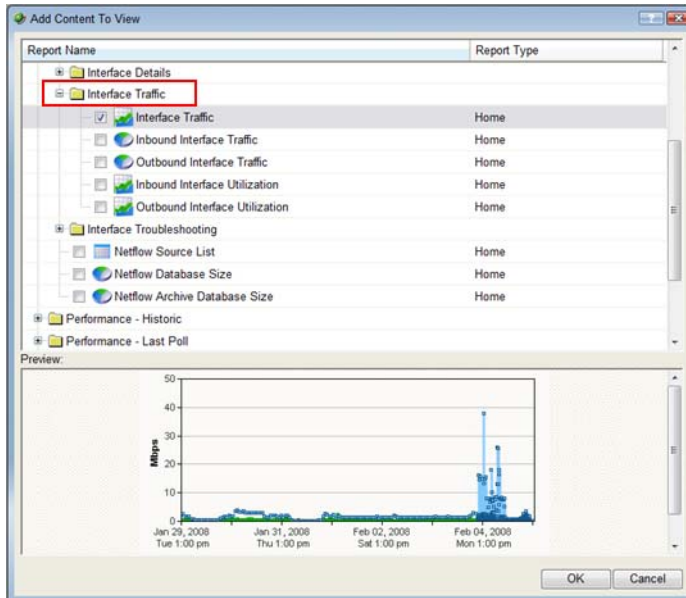 Add Content To View
Report Name Report Type
Interface Details
Interface Traffic
Interface Traffic Home
Inbound Interface Traffic Home
Outbound Interface Traffic Home
Inbound Interface Utilization Home
Outbound Interface Utilization Home
Interface Troubleshooting
Netflow Source List Home
Netflow Database Size Home
Netflow Archive Database Size Home
Performance - Historic
Performance - Last Poll
Preview:
50
40
30
20
10
0
Mbps
Jan 29, 2008 Jan 31, 2008 Feb 02, 2008 Feb 04, 2008
Tue 1:00 pm Thu 1:00 pm Sat 1:00 pm Mon 1:00 pm
OK Cancel